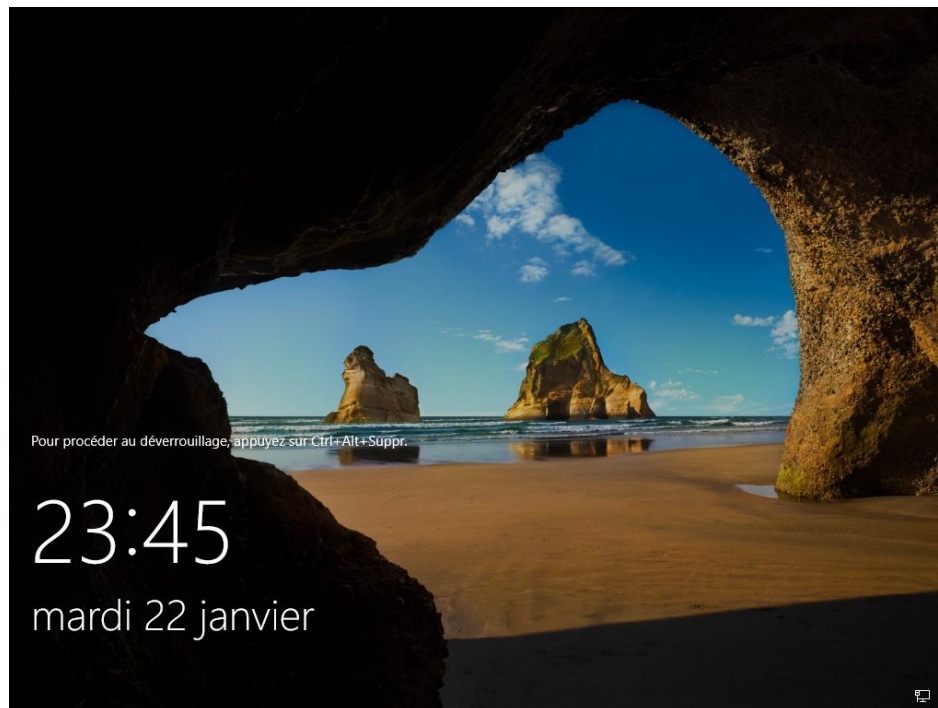 Pour procéder au déverrouillage, appuyez sur Ctrl+Alt+Suppr.
23:45
mardi 22 janvier